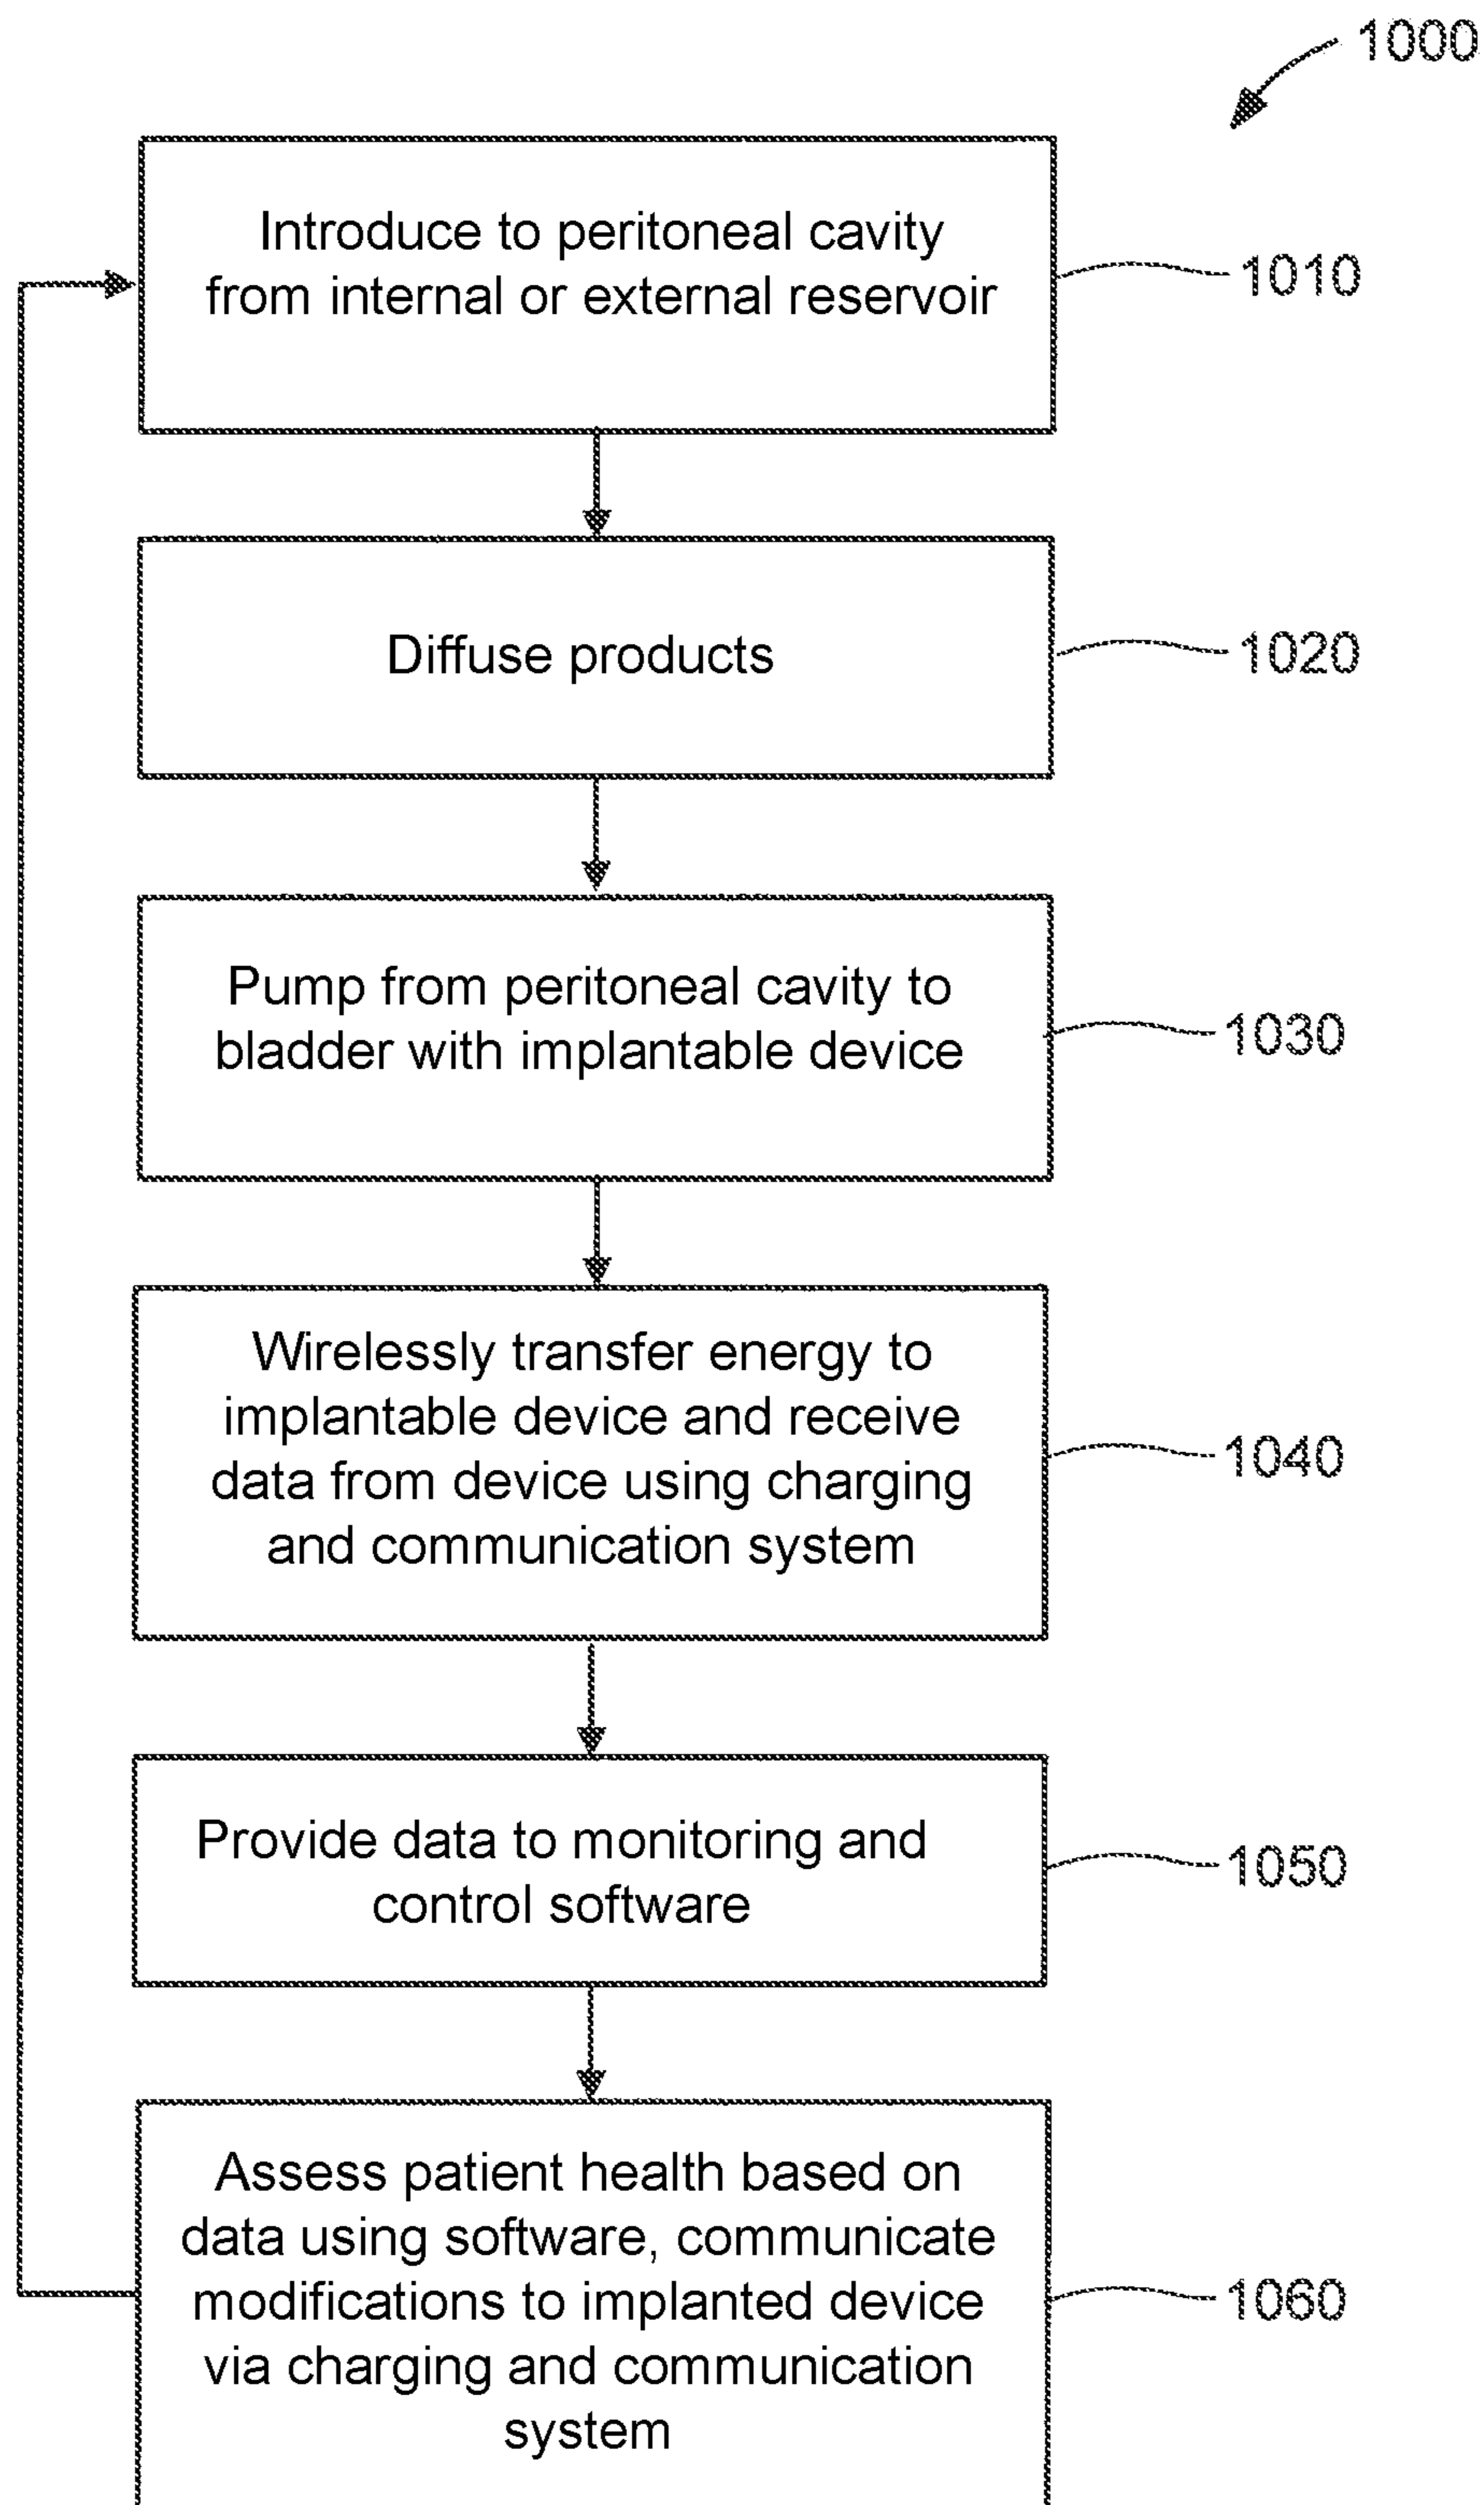 1000
Introduce to peritoneal cavity
from internal or external reservoir
1010
Diffuse products
1020
Pump from peritoneal cavity to
bladder with implantable device
1030
Wirelessly transfer energy to
implantable device and receive
data from device using charging
and communication system
1040
Provide data to monitoring and
control software
1050
Assess patient health based on
data using software, communicate
modifications to implanted device
via charging and communication
system
1060